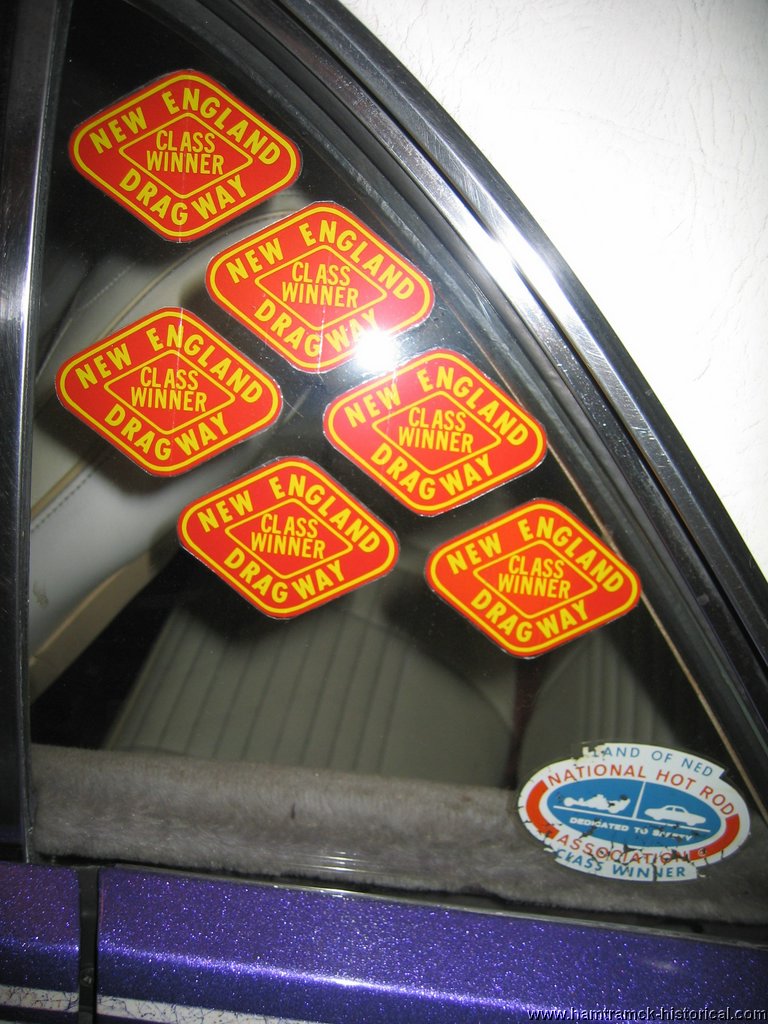 NEW ENGLAND
CLASS
WINNER
DRAGWAY
NEW ENGLAND
CLASS
WINNER
DRAGWAY
NEW ENGLAND
CLASS
WINNER
DRAGWAY
NEW ENGLAND
CLASS
WINNER
DRAGWAY
NEW ENGLAND
CLASS
WINNER
DRAGWAY
NEW ENGLAND
CLASS
WINNER
DRAGWAY
LAND OF NED
NATIONAL HOT ROD
DEDICATED TO SAFETY
ASSOCIATION
CLASS WINNER
www.hamtramck-historical.com